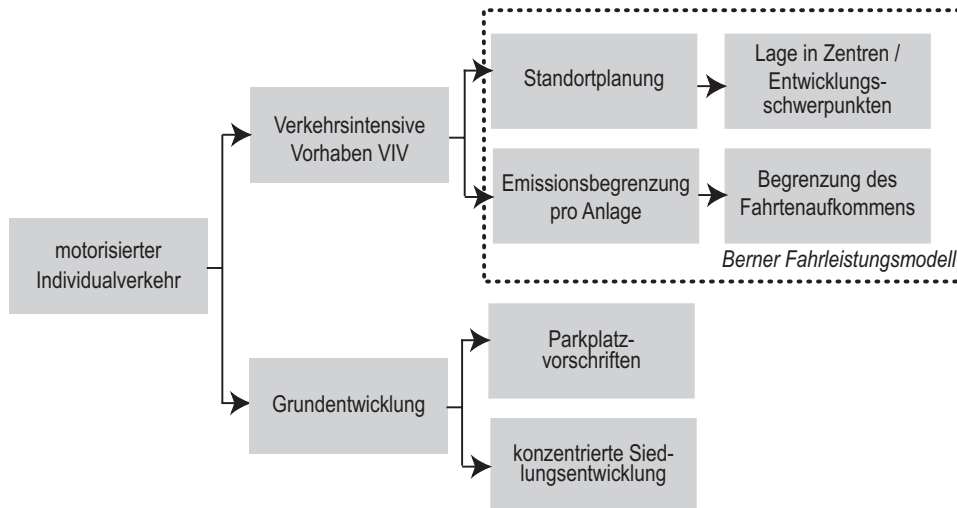 motorisierter
Individualverkehr
Verkehrsintensive
Vorhaben VIV
Standortplanung
Lage in Zentren /
Entwicklungs-
schwerpunkten
Emissionsbegrenzung
pro Anlage
Begrenzung des
Fahrtenaufkommens
Berner Fahrleistungsmodell
Grundentwicklung
Parkplatz-
vorschriften
konzentrierte Sied-
lungsentwicklung